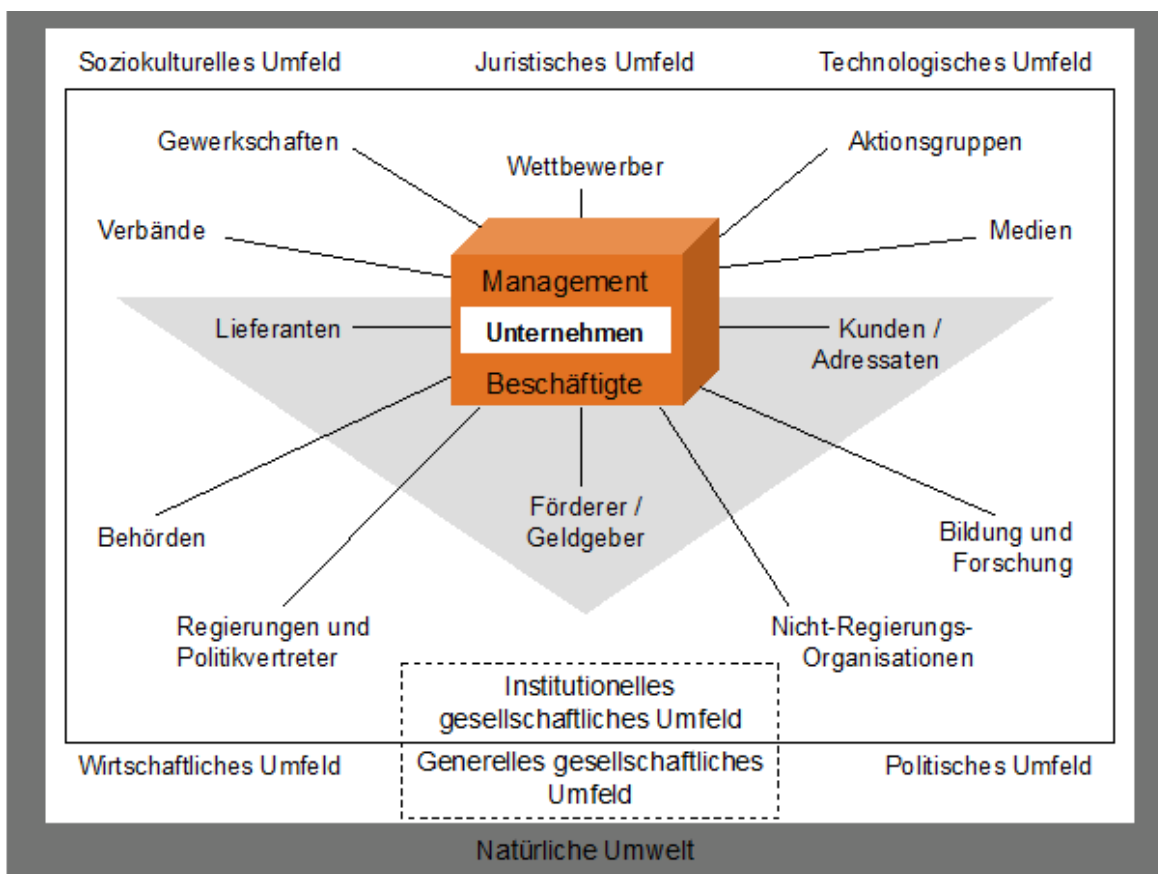 Soziokulturelles Umfeld
Juristisches Umfeld
Technologisches Umfeld
Gewerkschaften
Wettbewerber
Aktionsgruppen
Verbände
Medien
Management
Lieferanten
Unternehmen
Kunden /
Adressaten
Beschäftigte
Behörden
Förderer /
Geldgeber
Bildung und
Forschung
Regierungen und
Politikvertreter
Nicht-Regierungs-
Organisationen
Institutionelles
gesellschaftliches Umfeld
Wirtschaftliches Umfeld
Generelles gesellschaftliches
Umfeld
Politisches Umfeld
Natürliche Umwelt